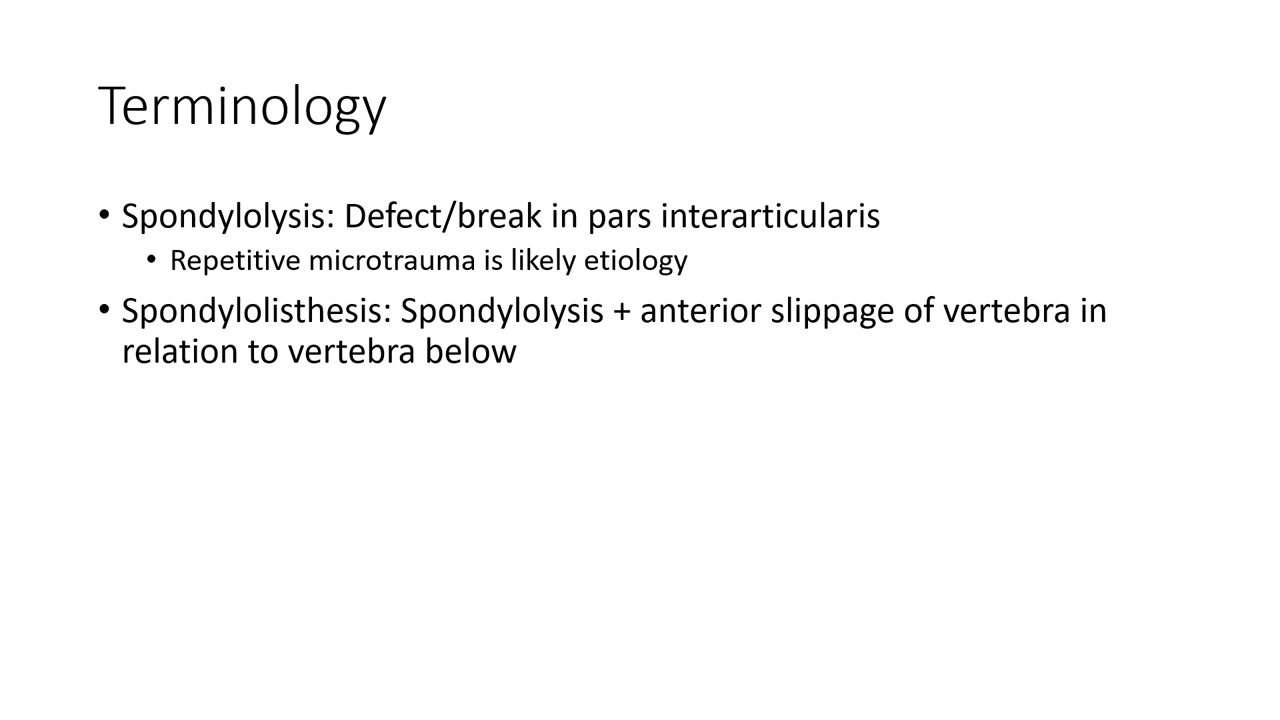 Terminology
• Spondylolysis: Defect/break in pars interarticularis
• Repetitive microtrauma is likely etiology
• Spondylolisthesis: Spondylolysis + anterior slippage of vertebra in
relation to vertebra below